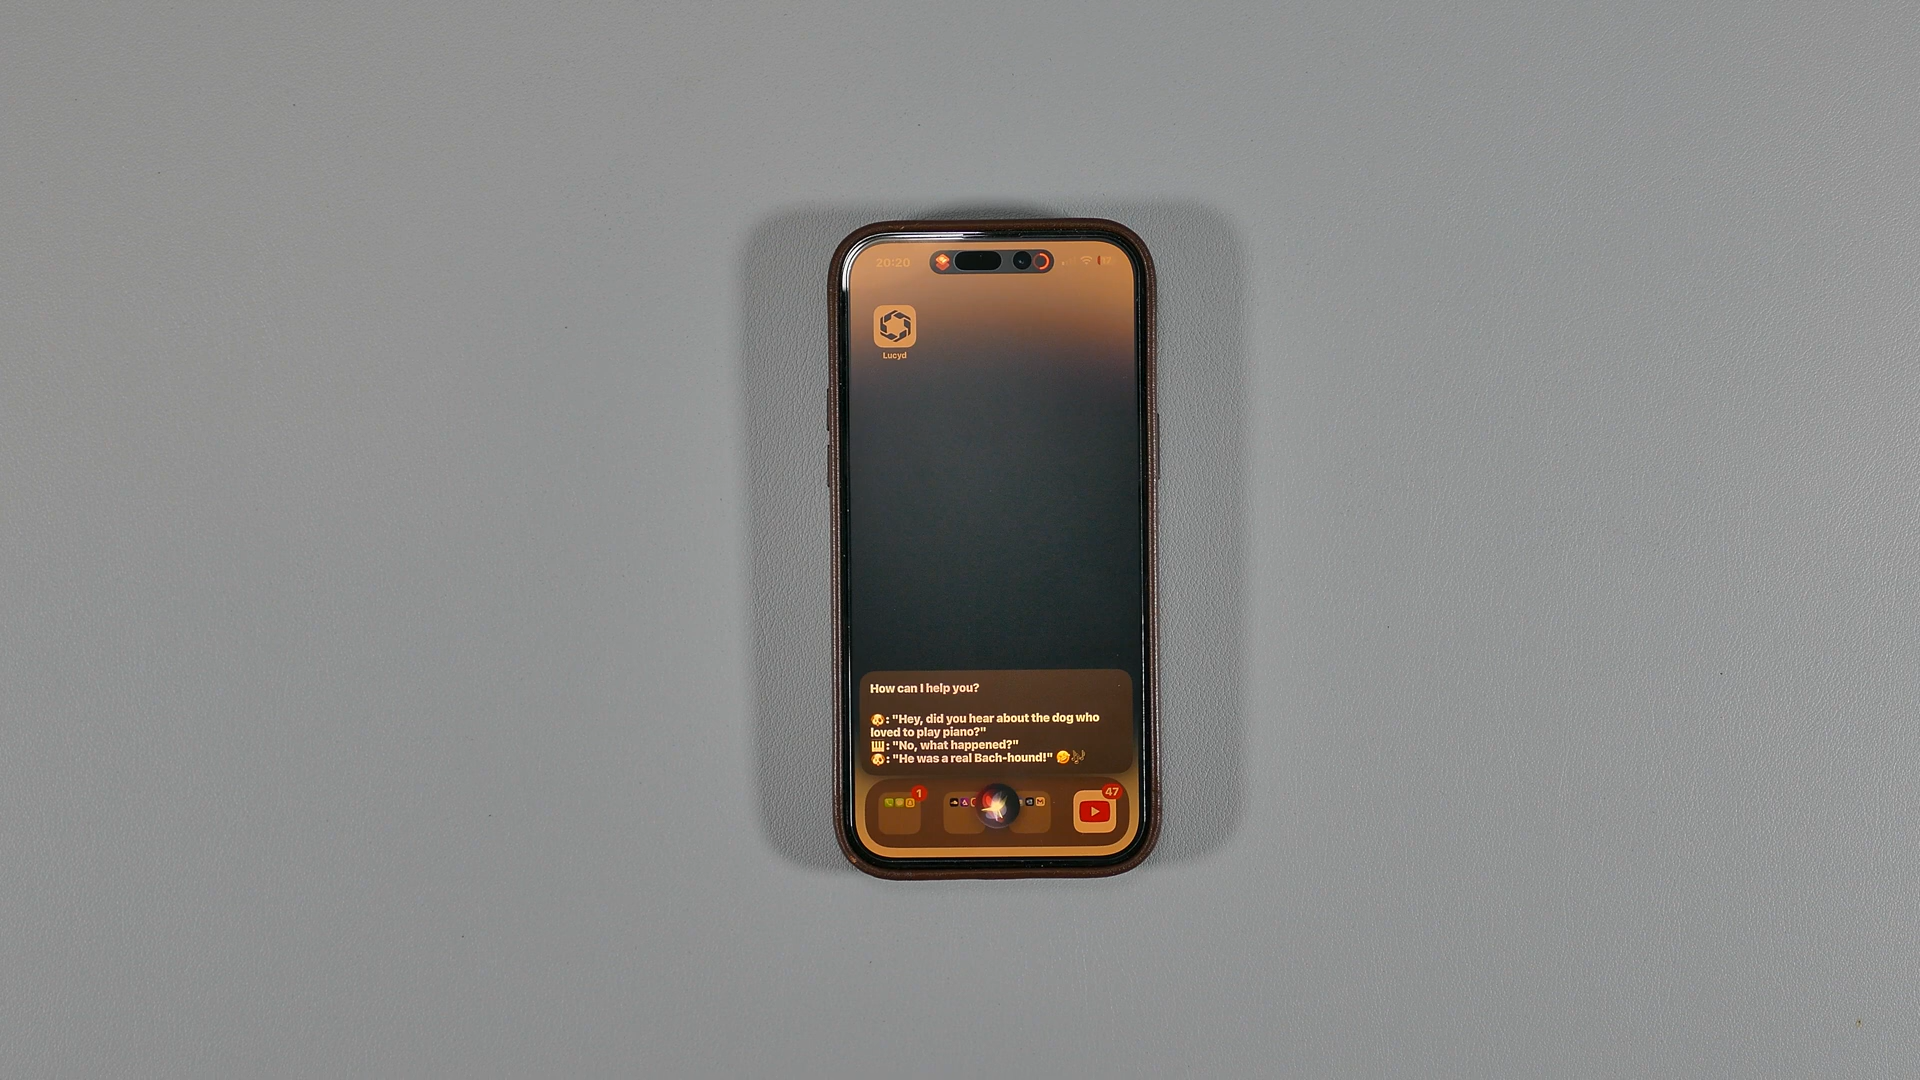 20:20
Lucyd
How can I help you?
🐶: "Hey, did you hear about the dog who
loved to play piano?"
🎹: "No, what happened?"
🐶: "He was a real Bach-hound!" 🤣🎶
1
47